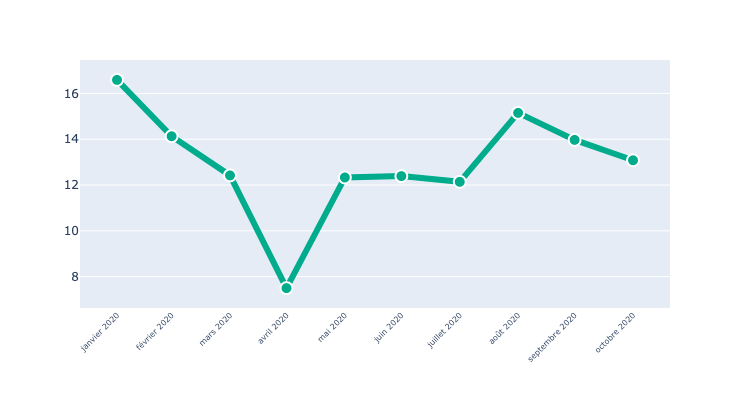 16
14
12
10
8
janvier 2020
février 2020
mars 2020
avril 2020
mai 2020
juin 2020
juillet 2020
août 2020
septembre 2020
octobre 2020